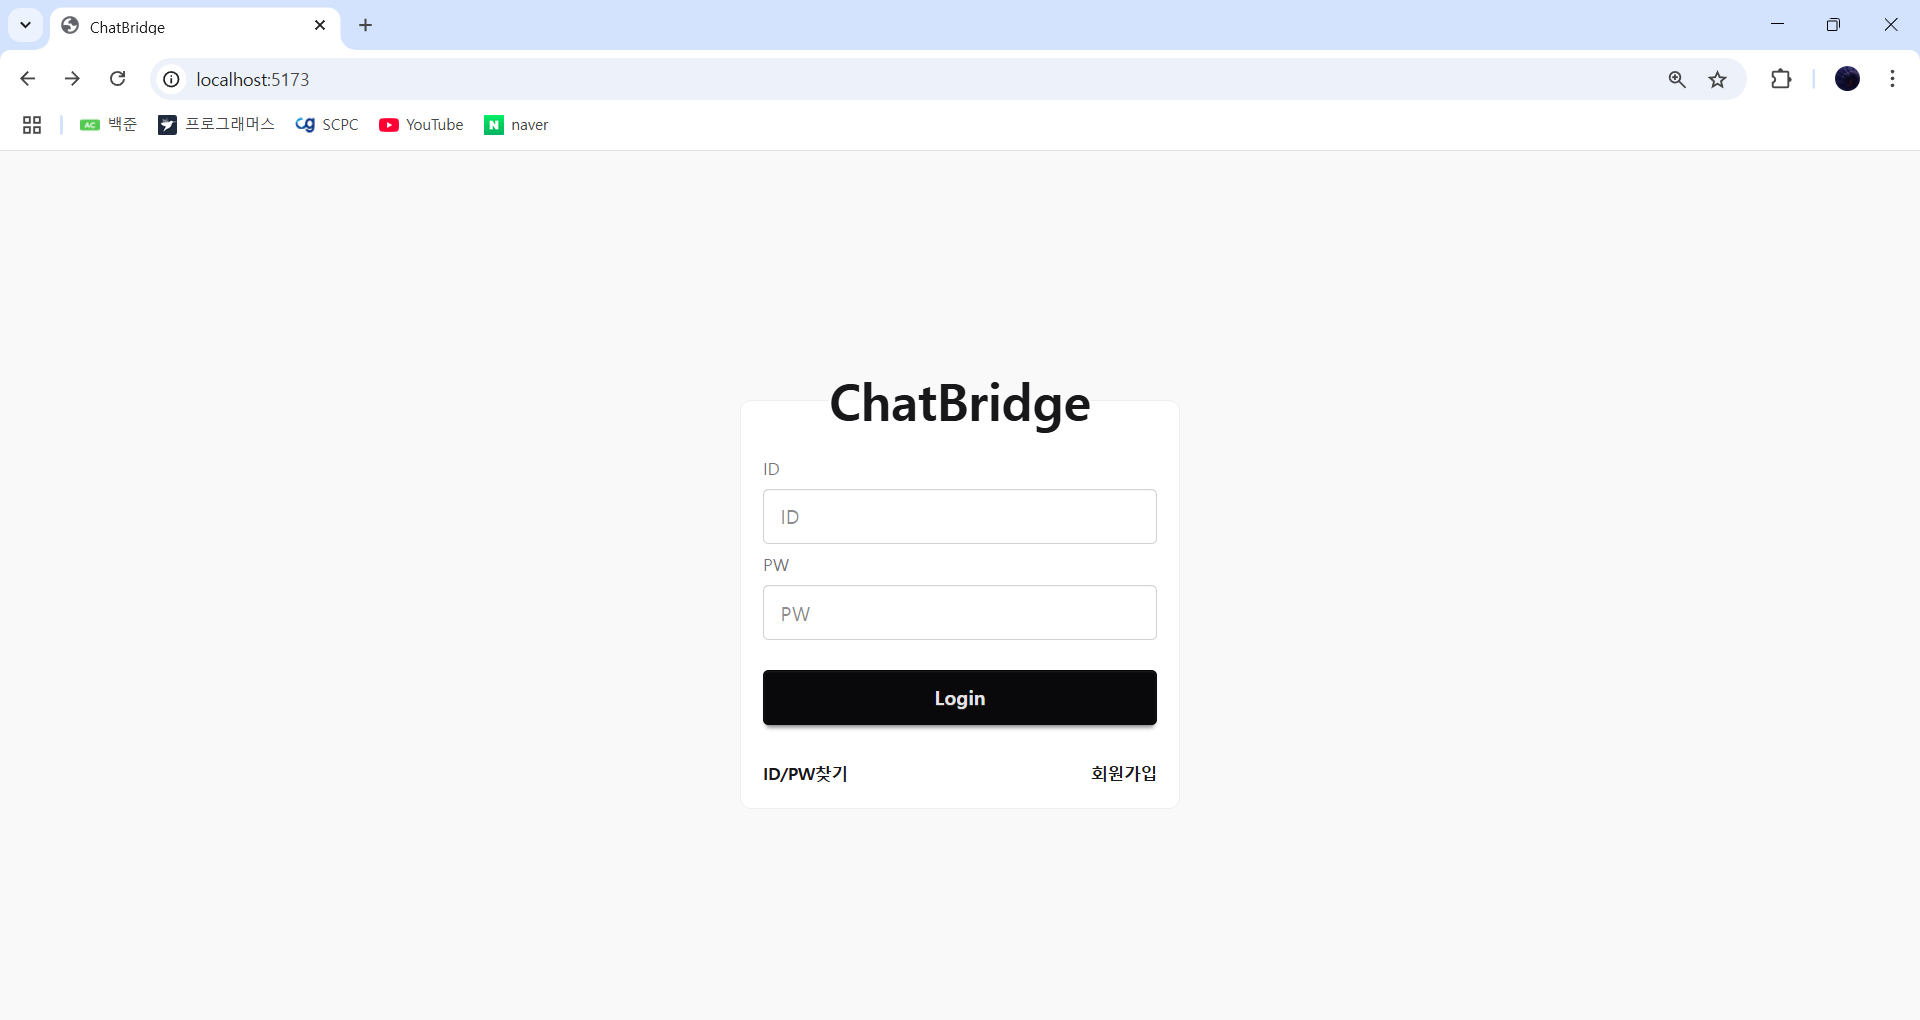 ChatBridge
localhost:5173
백준 프로그래머스 SCPC YouTube naver
ChatBridge
ID
ID
PW
PW
Login
ID/PW찾기 회원가입